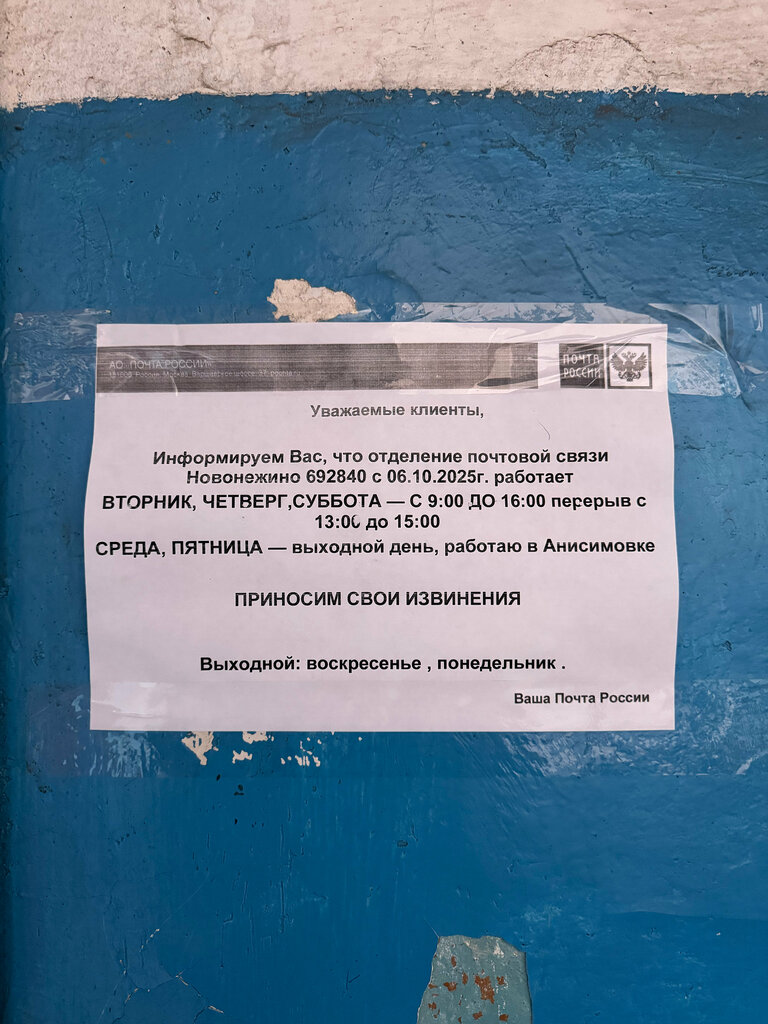 АО «ПОЧТА РОССИИ»
ПОЧТА
РОССИИ
Уважаемые клиенты,
Информируем Вас, что отделение почтовой связи
Новонежино 692840 с 06.10.2025г. работает
ВТОРНИК, ЧЕТВЕРГ,СУББОТА — С 9:00 ДО 16:00 перерыв с
13:00 до 15:00
СРЕДА, ПЯТНИЦА — выходной день, работаю в Анисимовке
ПРИНОСИМ СВОИ ИЗВИНЕНИЯ
Выходной: воскресенье , понедельник .
Ваша Почта России